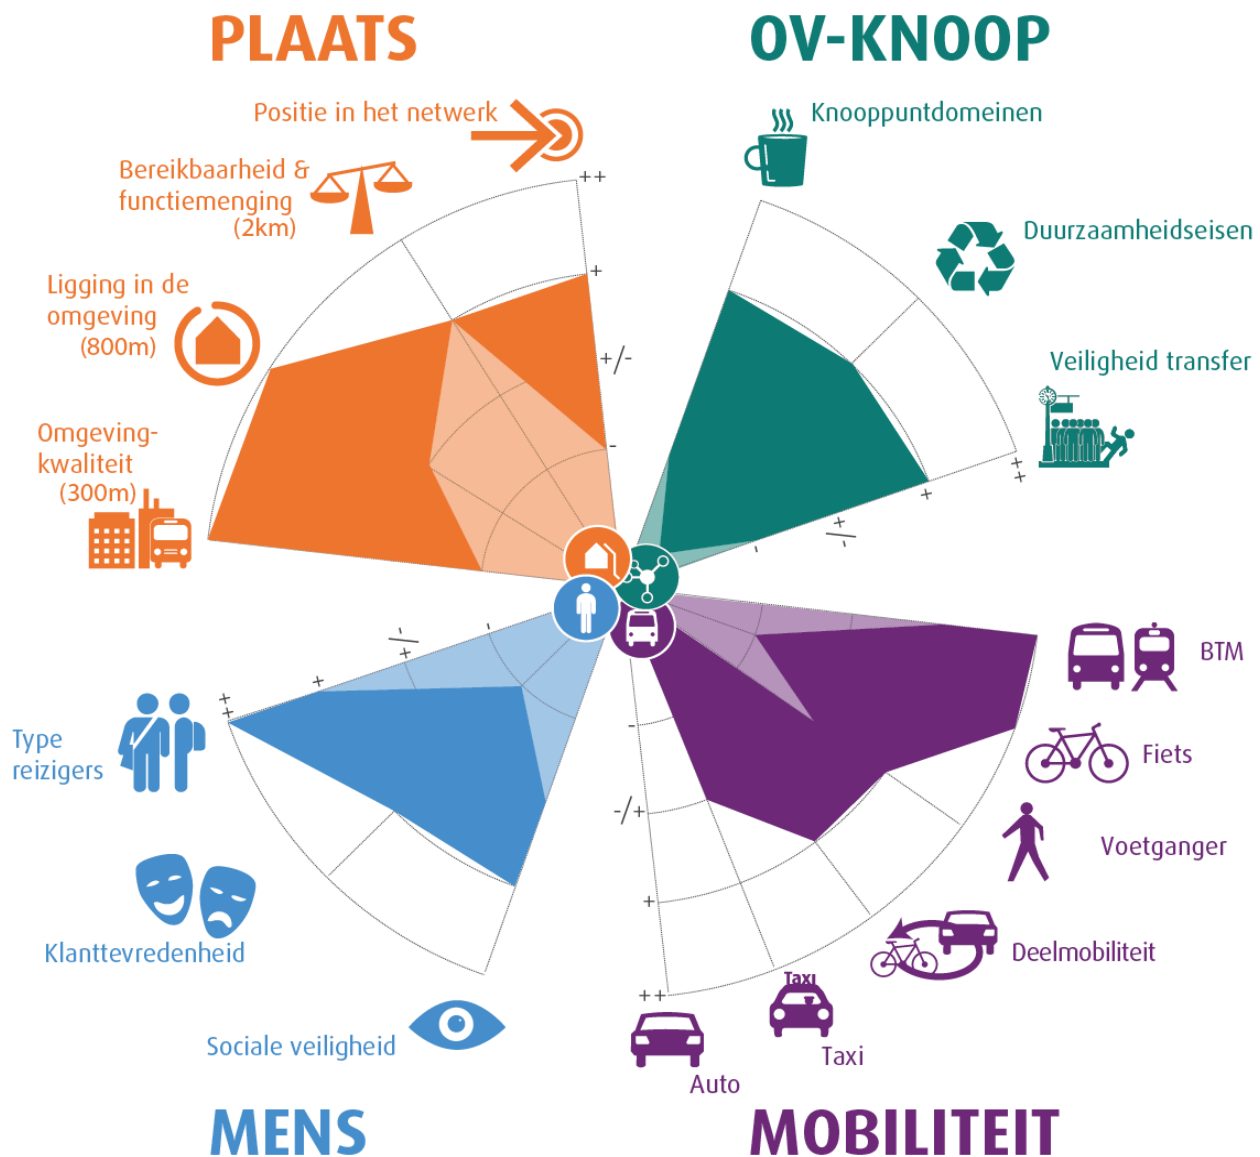 PLAATS
OV-KNOOP
Positie in het netwerk
Bereikbaarheid &
functiemenging
(2km)
Ligging in de
omgeving
(800m)
Omgeving-
kwaliteit
(300m)
++
+
+/-
-
Knooppuntdomeinen
Duurzaamheidseisen
Veiligheid transfer
++
+
+/-
-
-
-/+
+
++
Type
reizigers
Klanttevredenheid
Sociale veiligheid
BTM
Fiets
Voetganger
Deelmobiliteit
Taxi
Taxi
Auto
-
-/+
+
++
MENS
MOBILITEIT